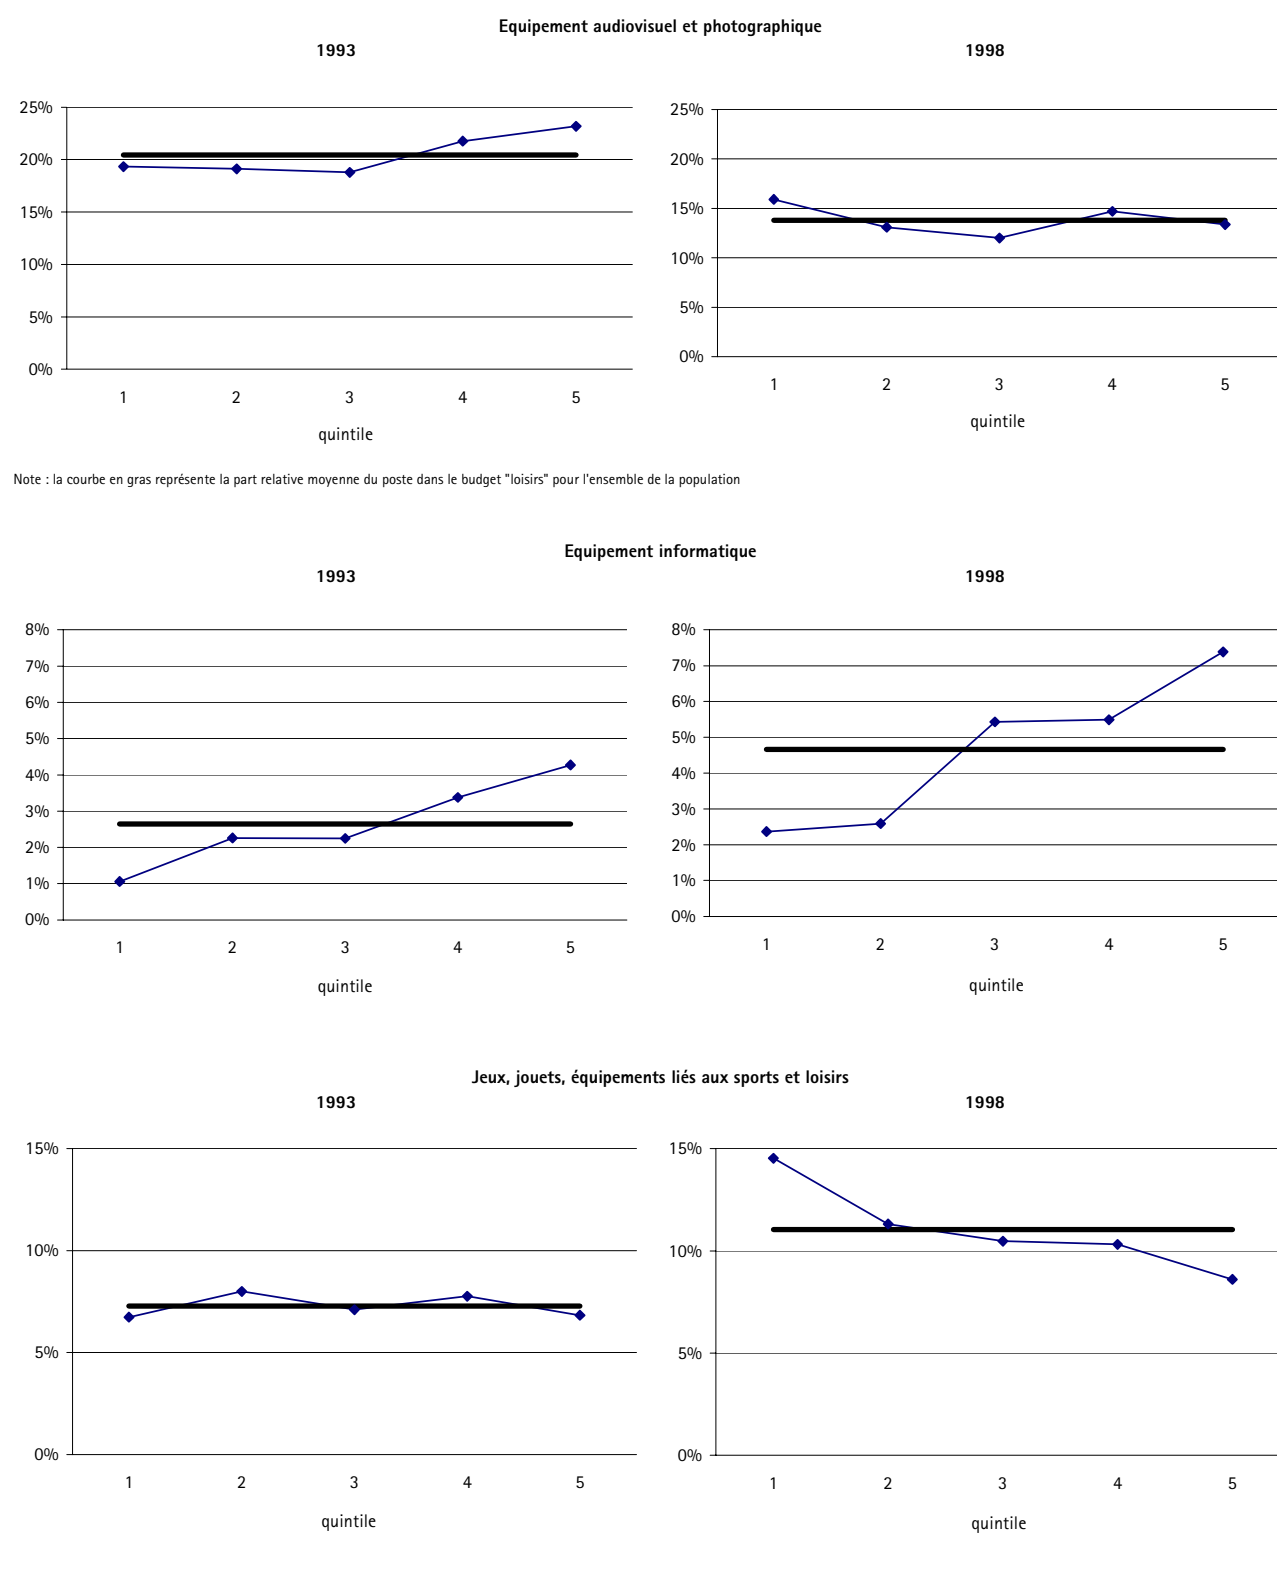 Equipement audiovisuel et photographique
1993
1998
25%
20%
15%
10%
5%
0%
1 2 3 4 5
quintile
25%
20%
15%
10%
5%
0%
1 2 3 4 5
quintile
Note : la courbe en gras représente la part relative moyenne du poste dans le budget "loisirs" pour l'ensemble de la population
Equipement informatique
1993
1998
8%
7%
6%
5%
4%
3%
2%
1%
0%
1 2 3 4 5
quintile
8%
7%
6%
5%
4%
3%
2%
1%
0%
1 2 3 4 5
quintile
Jeux, jouets, équipements liés aux sports et loisirs
1993
1998
15%
10%
5%
0%
1 2 3 4 5
quintile
15%
10%
5%
0%
1 2 3 4 5
quintile